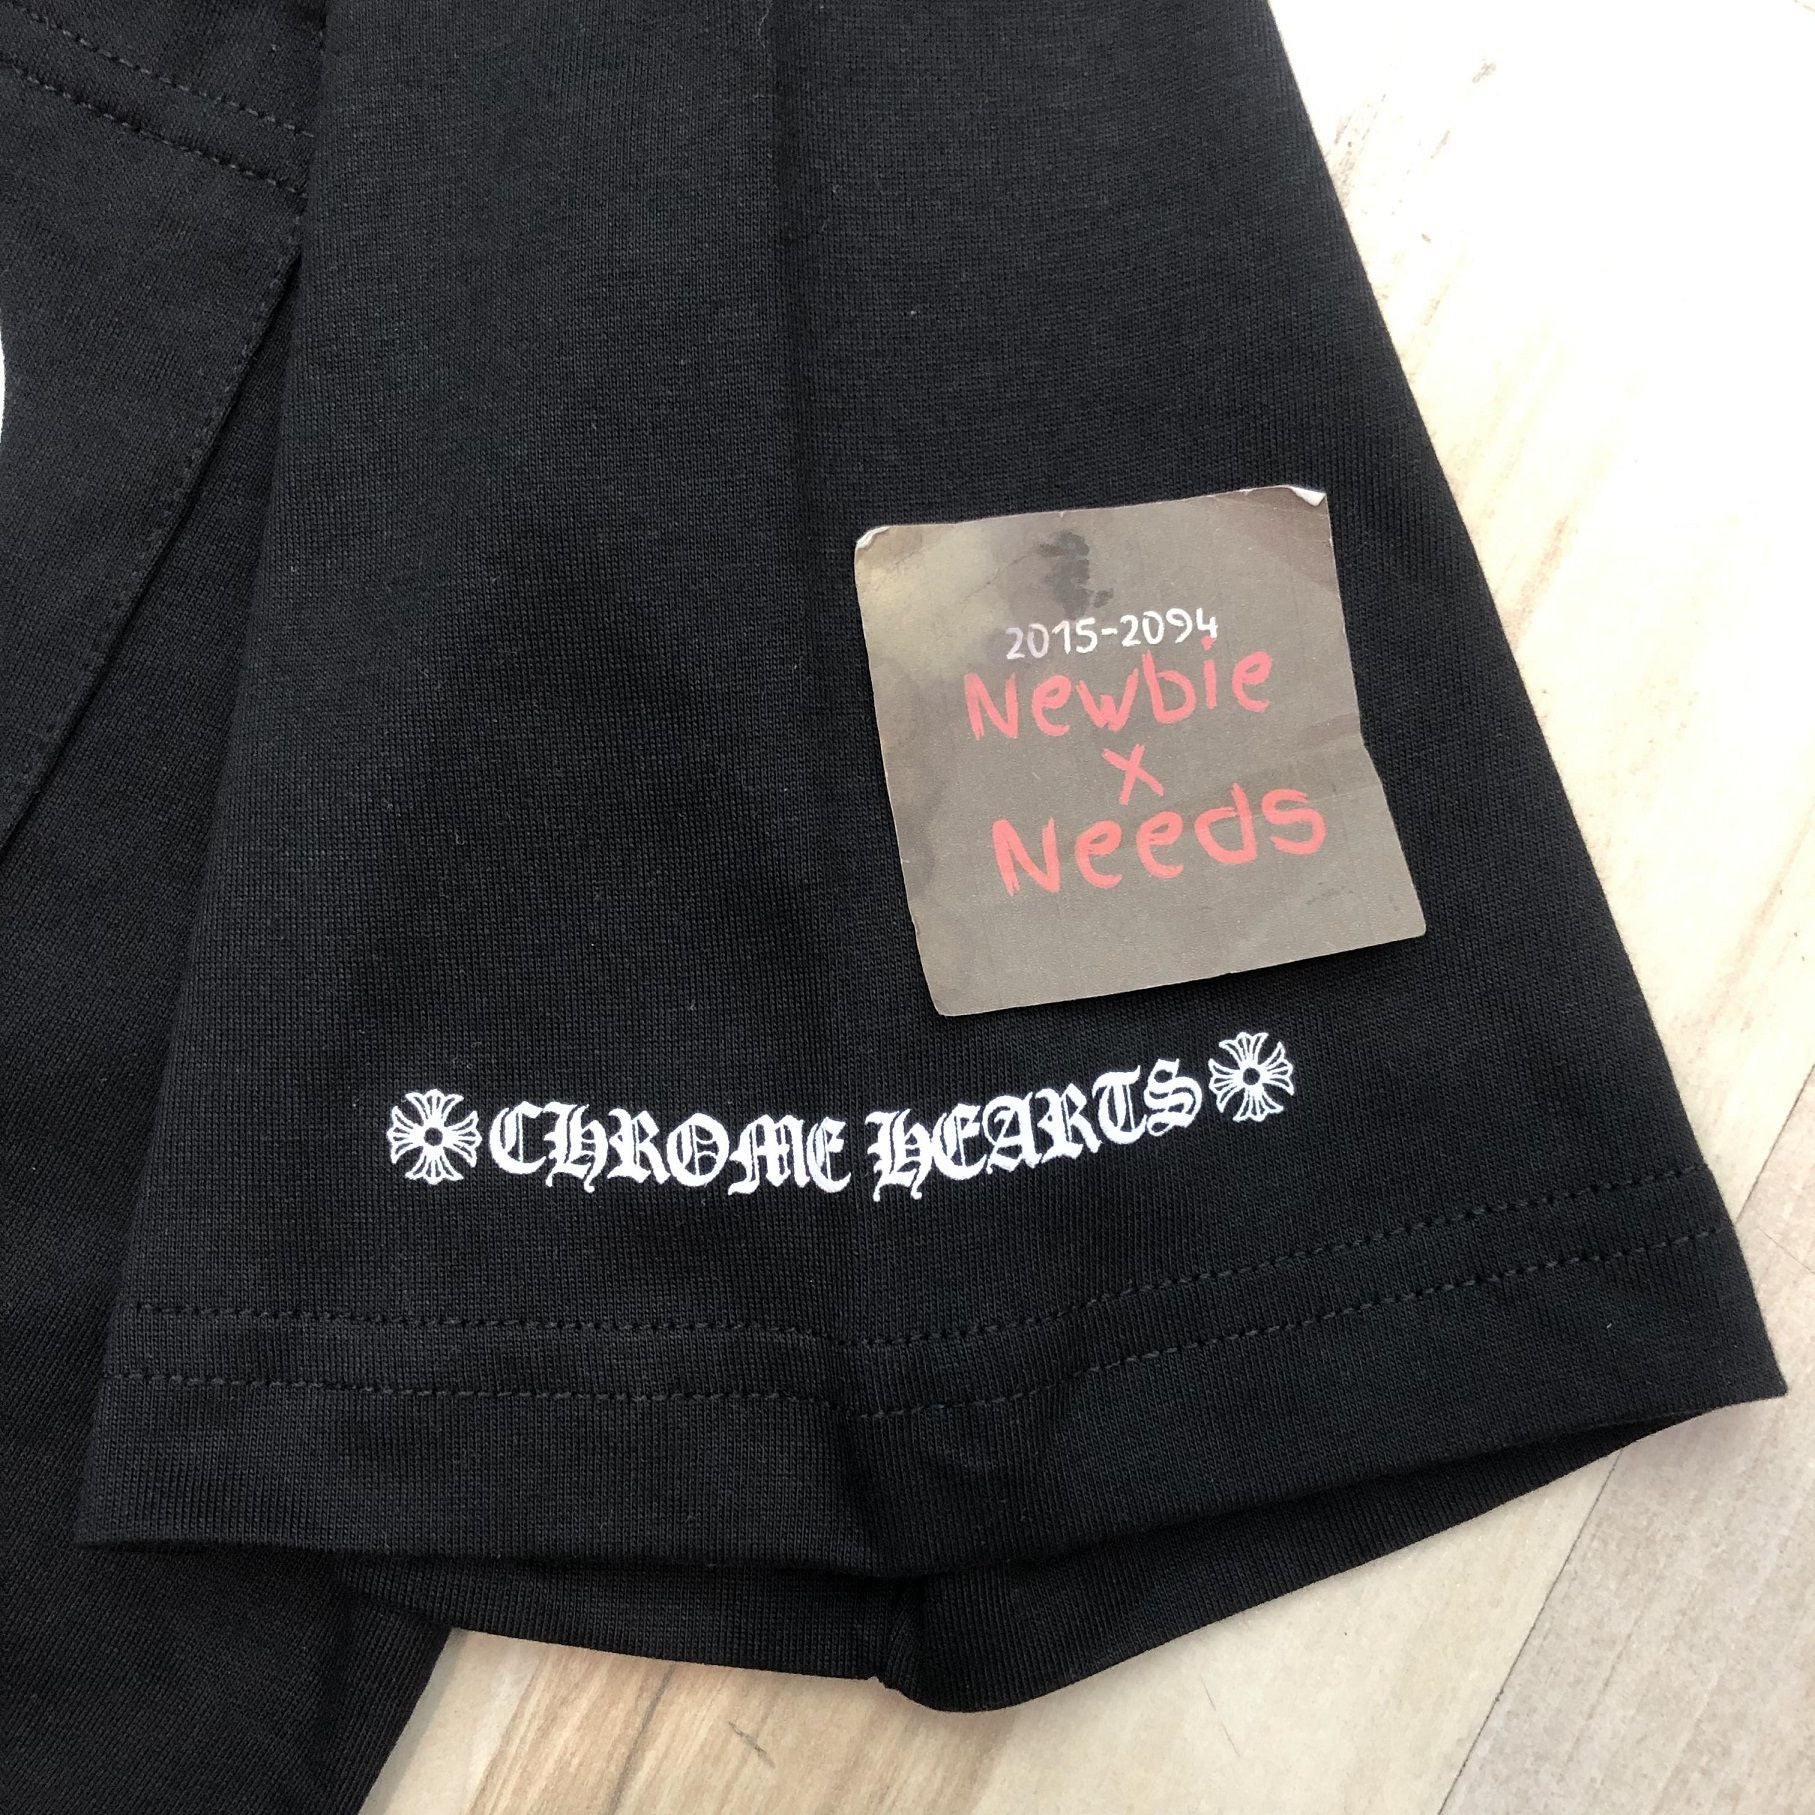 2015-2094
Newbie
x
Needs
CHROME HEARTS